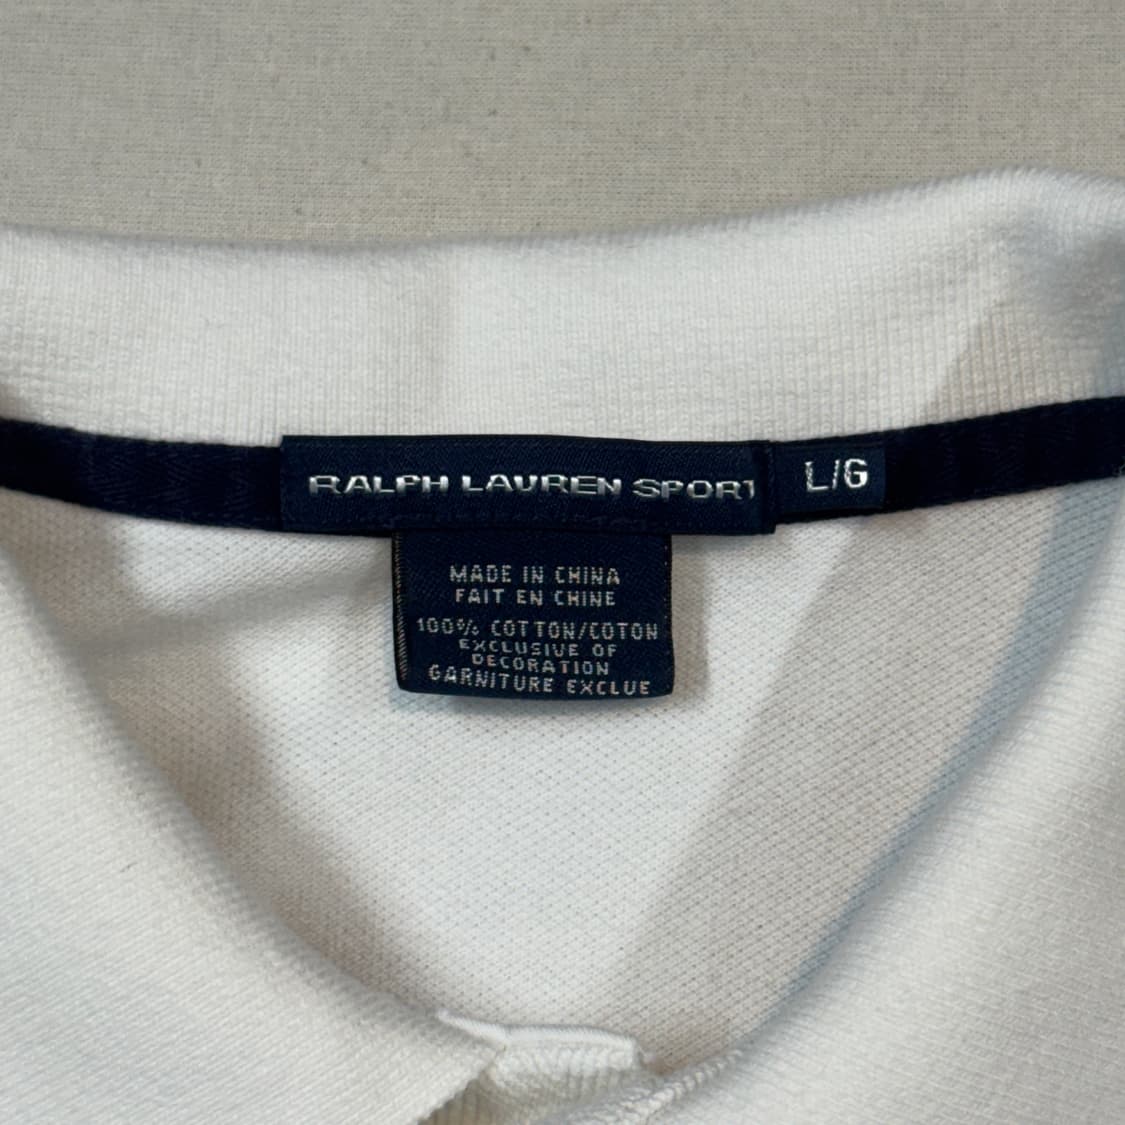 RALPH LAUREN SPORT
L/G
MADE IN CHINA
FAIT EN CHINE
100% COTTON/COTON
EXCLUSIVE OF
DECORATION
GARNITURE EXCLUE